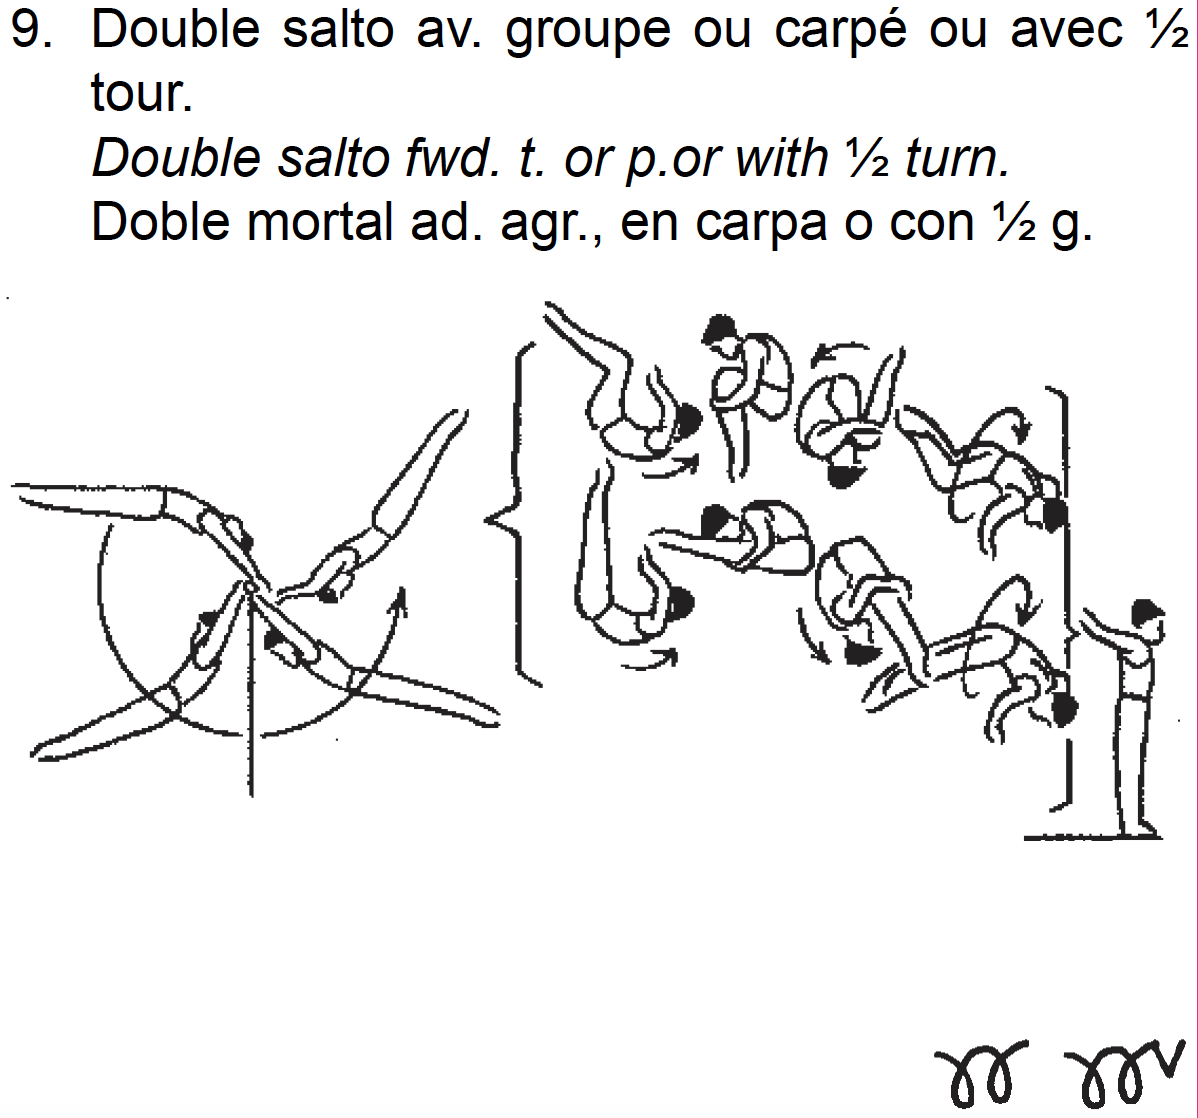 9. Double salto av. groupe ou carpé ou avec ½
tour.
Double salto fwd. t. or p.or with ½ turn.
Doble mortal ad. agr., en carpa o con ½ g.